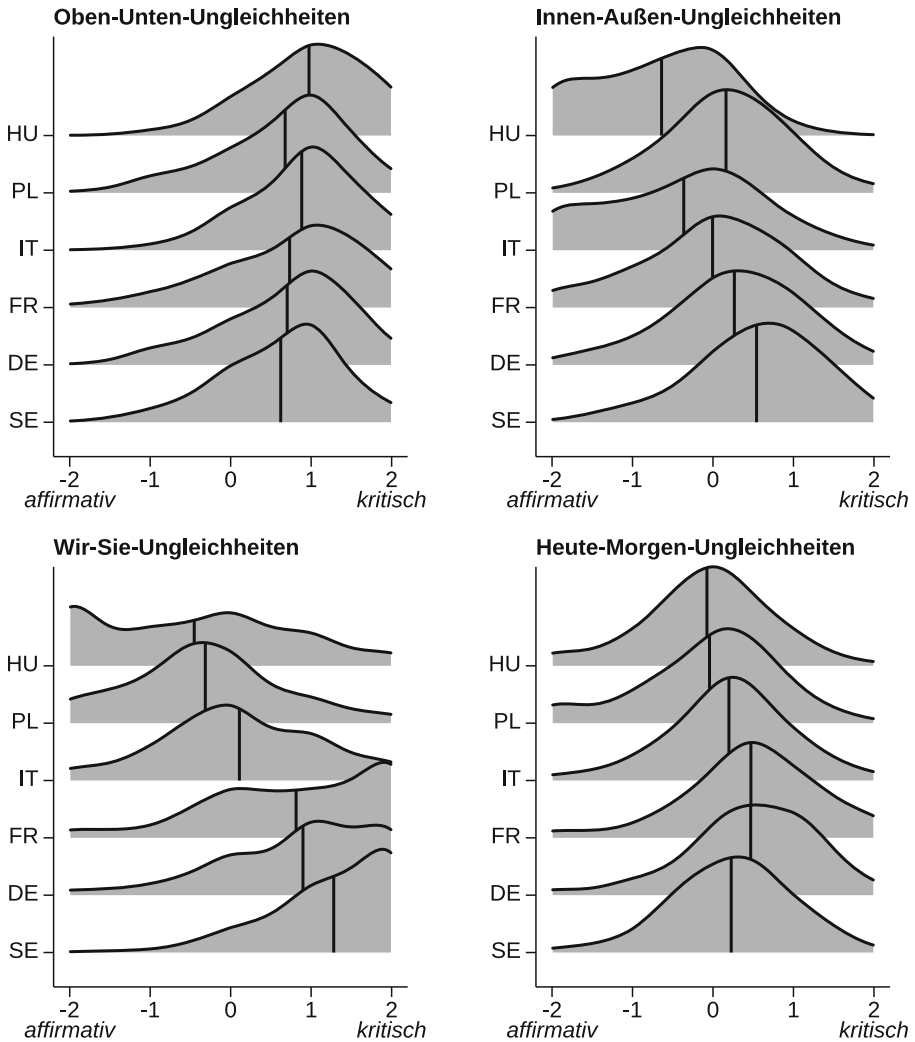 Oben-Unten-Ungleichheiten
HU
PL
IT
FR
DE
SE
-2 -1 0 1 2
affirmativ kritisch
Innen-Außen-Ungleichheiten
HU
PL
IT
FR
DE
SE
-2 -1 0 1 2
affirmativ kritisch
Wir-Sie-Ungleichheiten
HU
PL
IT
FR
DE
SE
-2 -1 0 1 2
affirmativ kritisch
Heute-Morgen-Ungleichheiten
HU
PL
IT
FR
DE
SE
-2 -1 0 1 2
affirmativ kritisch